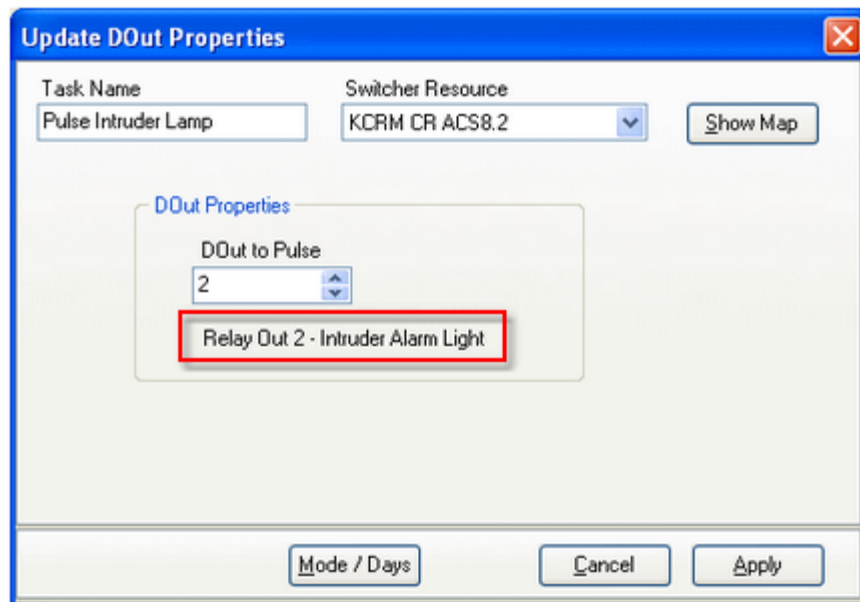 Update DOut Properties
Task Name
Switcher Resource
Pulse Intruder Lamp
KCRM CR ACS8.2
Show Map
DOut Properties
DOut to Pulse
2
Relay Out 2 - Intruder Alarm Light
Mode / Days
Cancel
Apply